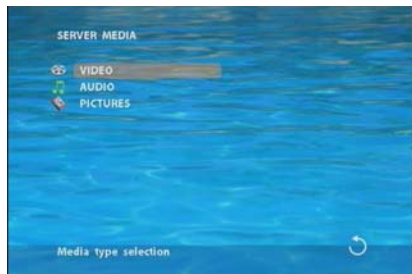 SERVER MEDIA
VIDEO
AUDIO
PICTURES
Media type selection